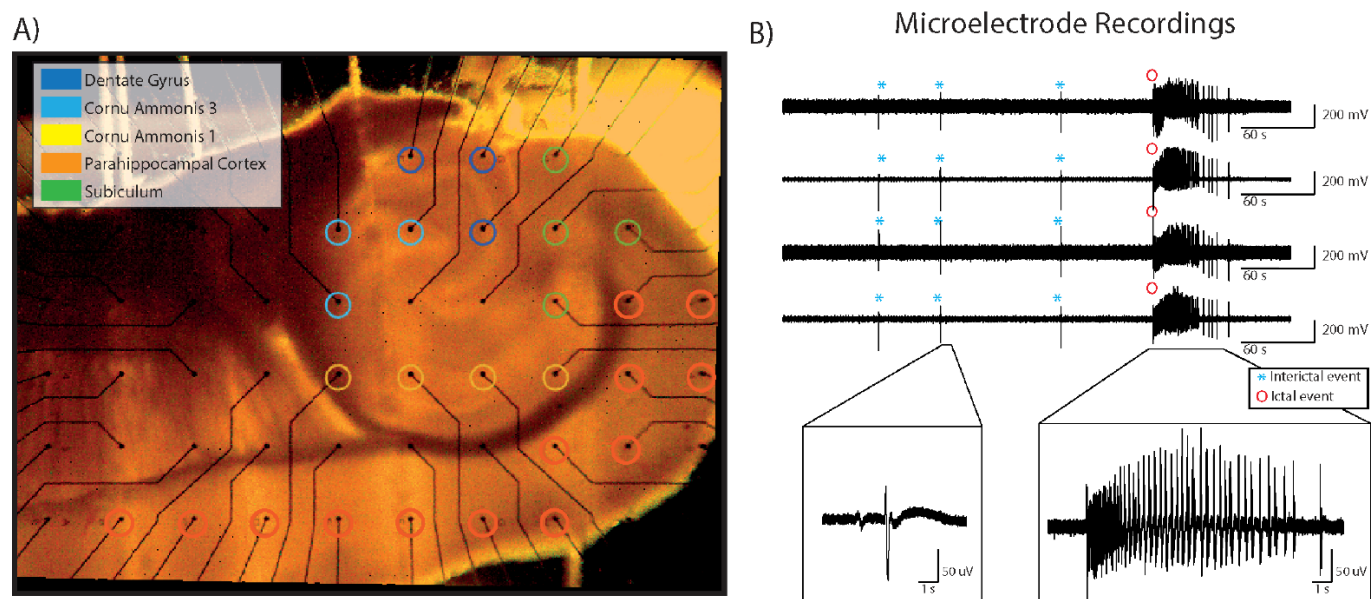 A)
Dentate Gyrus
Cornu Ammonis 3
Cornu Ammonis 1
Parahippocampal Cortex
Subiculum
B)
Microelectrode Recordings
200 mV
60 s
200 mV
60 s
200 mV
60 s
200 mV
60 s
* Interictal event
Ictal event
50 uV
1 s
50 uV
1 s